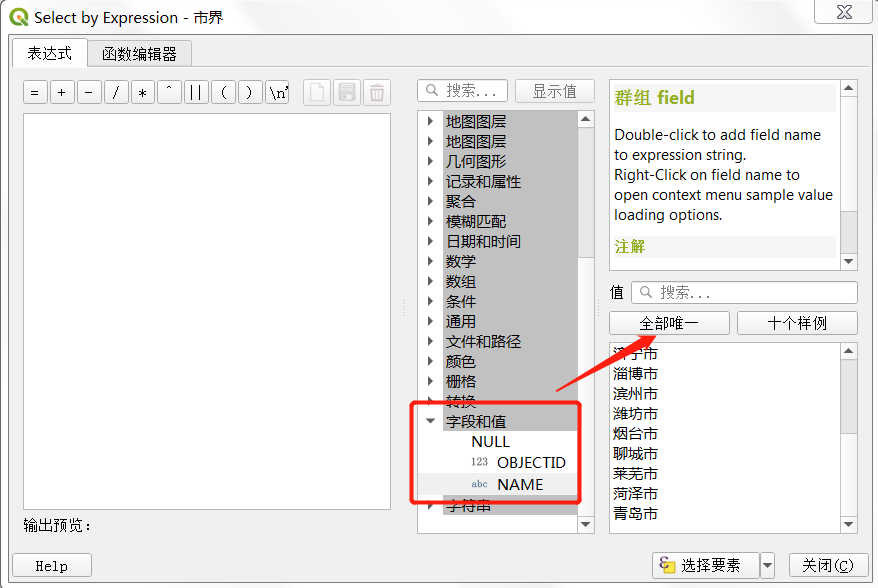 Select by Expression - 市界
表达式 函数编辑器
= + - / * ^ || ( ) \n'
搜索... 显示值
地图图层
地图图层
几何图形
记录和属性
聚合
模糊匹配
日期和时间
数学
数组
条件
通用
文件和路径
颜色
栅格
转换
字段和值
NULL
123 OBJECTID
abc NAME
字符串
群组 field
Double-click to add field name
to expression string.
Right-Click on field name to
open context menu sample value
loading options.
注解
值 搜索...
全部唯一 十个样例
济宁市
淄博市
滨州市
潍坊市
烟台市
聊城市
莱芜市
菏泽市
青岛市
输出预览：
Help 选择要素 关闭(C)